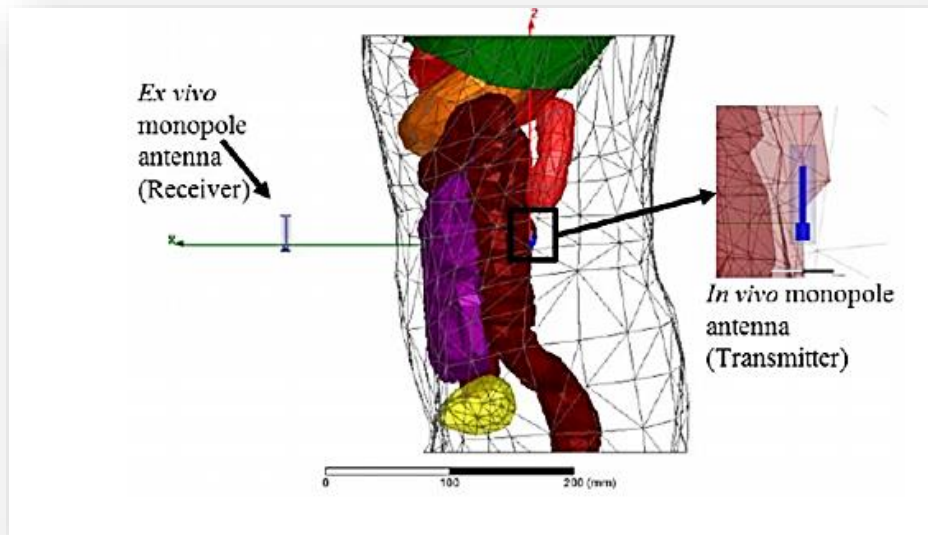 z
Ex vivo
monopole
antenna
(Receiver)
x
In vivo monopole
antenna
(Transmitter)
0 100 200 (mm)